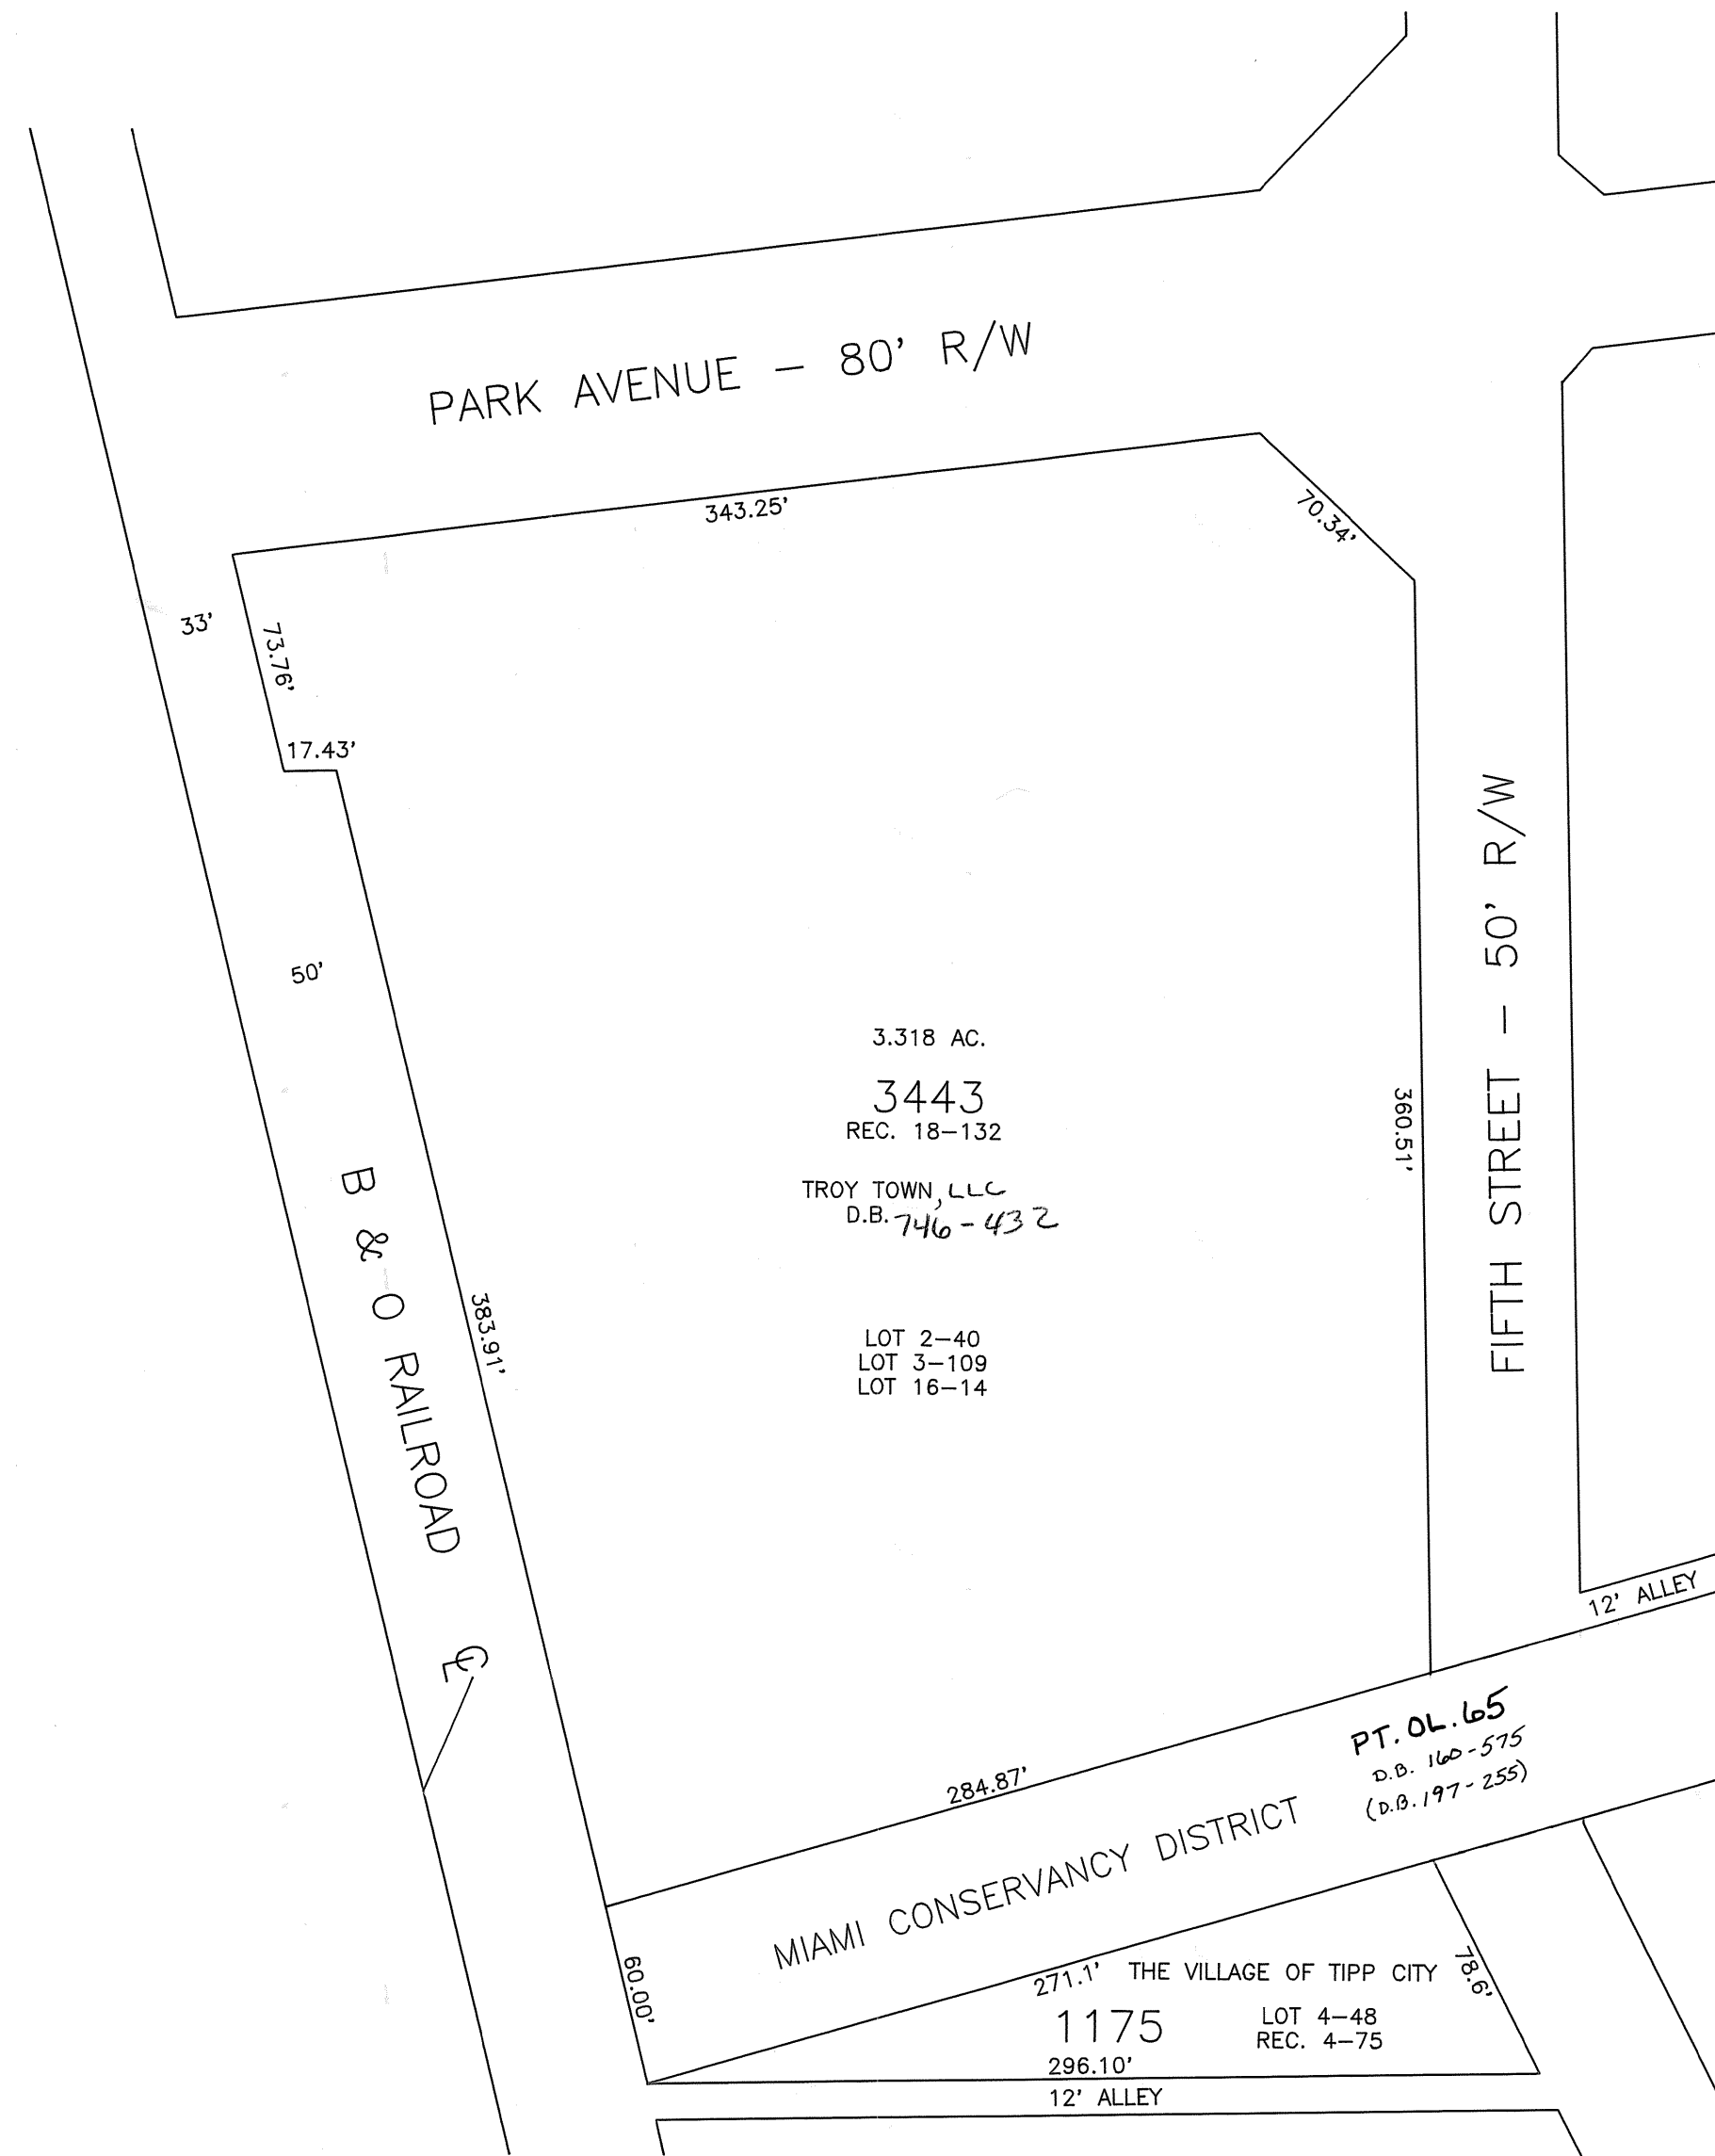 PARK AVENUE - 80' R/W
343.25'
70.34'
33'
73.76'
17.43'
50'
3.318 AC.
3443
REC. 18-132
TROY TOWN, LLC
D.B. 746-432
LOT 2-40
LOT 3-109
LOT 16-14
360.51'
FIFTH STREET - 50' R/W
B & O RAILROAD
383.91'
CL
12' ALLEY
284.87'
PT. OL. 65
D.B. 160-575
(D.B. 197-255)
MIAMI CONSERVANCY DISTRICT
60.00'
271.1'
THE VILLAGE OF TIPP CITY
78.6'
1175
LOT 4-48
REC. 4-75
296.10'
12' ALLEY